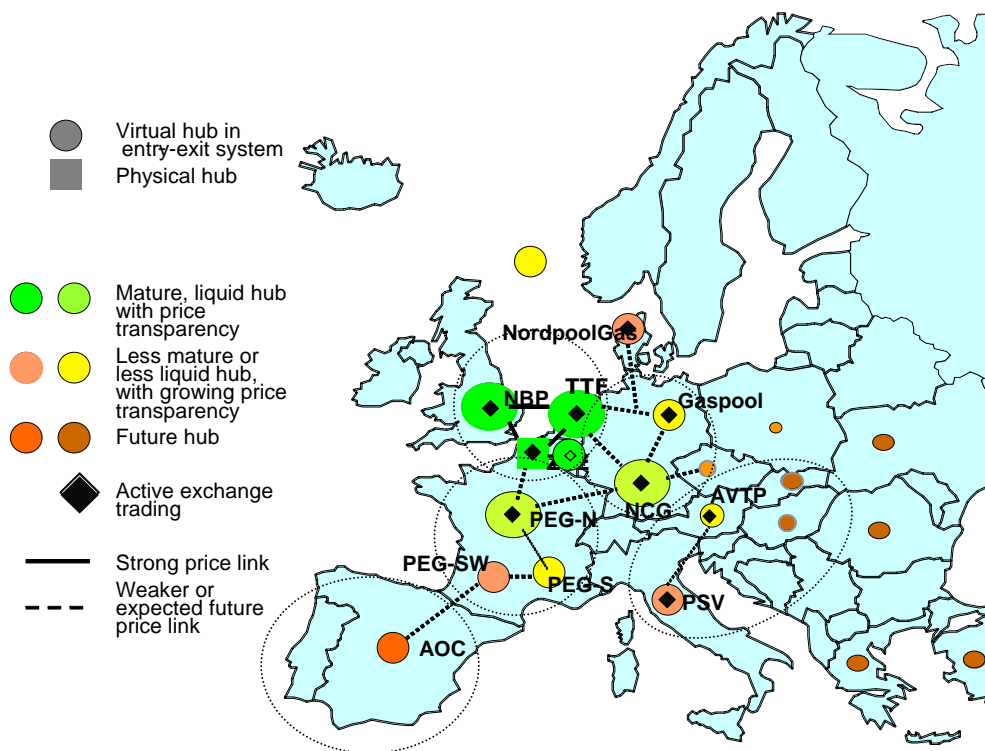 Virtual hub in
entry-exit system
Physical hub
Mature, liquid hub
with price
transparency
Less mature or
less liquid hub,
with growing price
transparency
Future hub
Active exchange
trading
Strong price link
Weaker or
expected future
price link
NordpoolGas
NBP
TTF
Gaspool
NCG
AVTP
PEG-N
PEG-SW
PEG-S
PSV
AOC